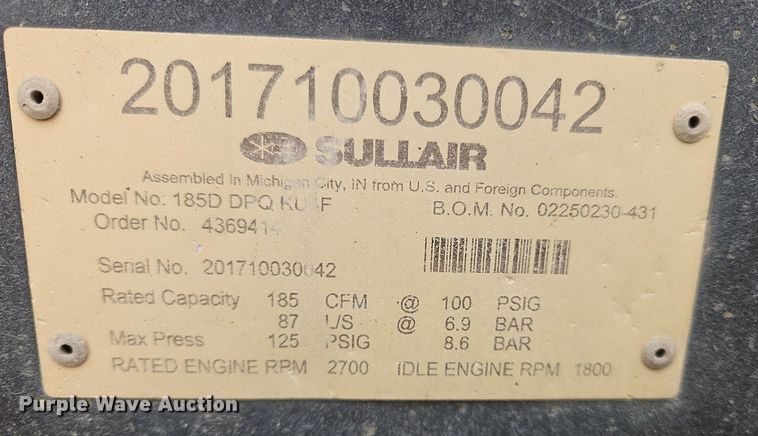 201710030042
SULLAIR
Assembled in Michigan City, IN from U.S. and Foreign Components.
Model No. 185D DPQ B.O.M. No. 02250230-431
Order No. 4369414
Serial No. 201710030042
Rated Capacity 185 CFM @ 100 PSIG
87 L/S @ 6.9 BAR
Max Press 125 PSIG 8.6 BAR
RATED ENGINE RPM 2700 IDLE ENGINE RPM 1800
Purple Wave Auction